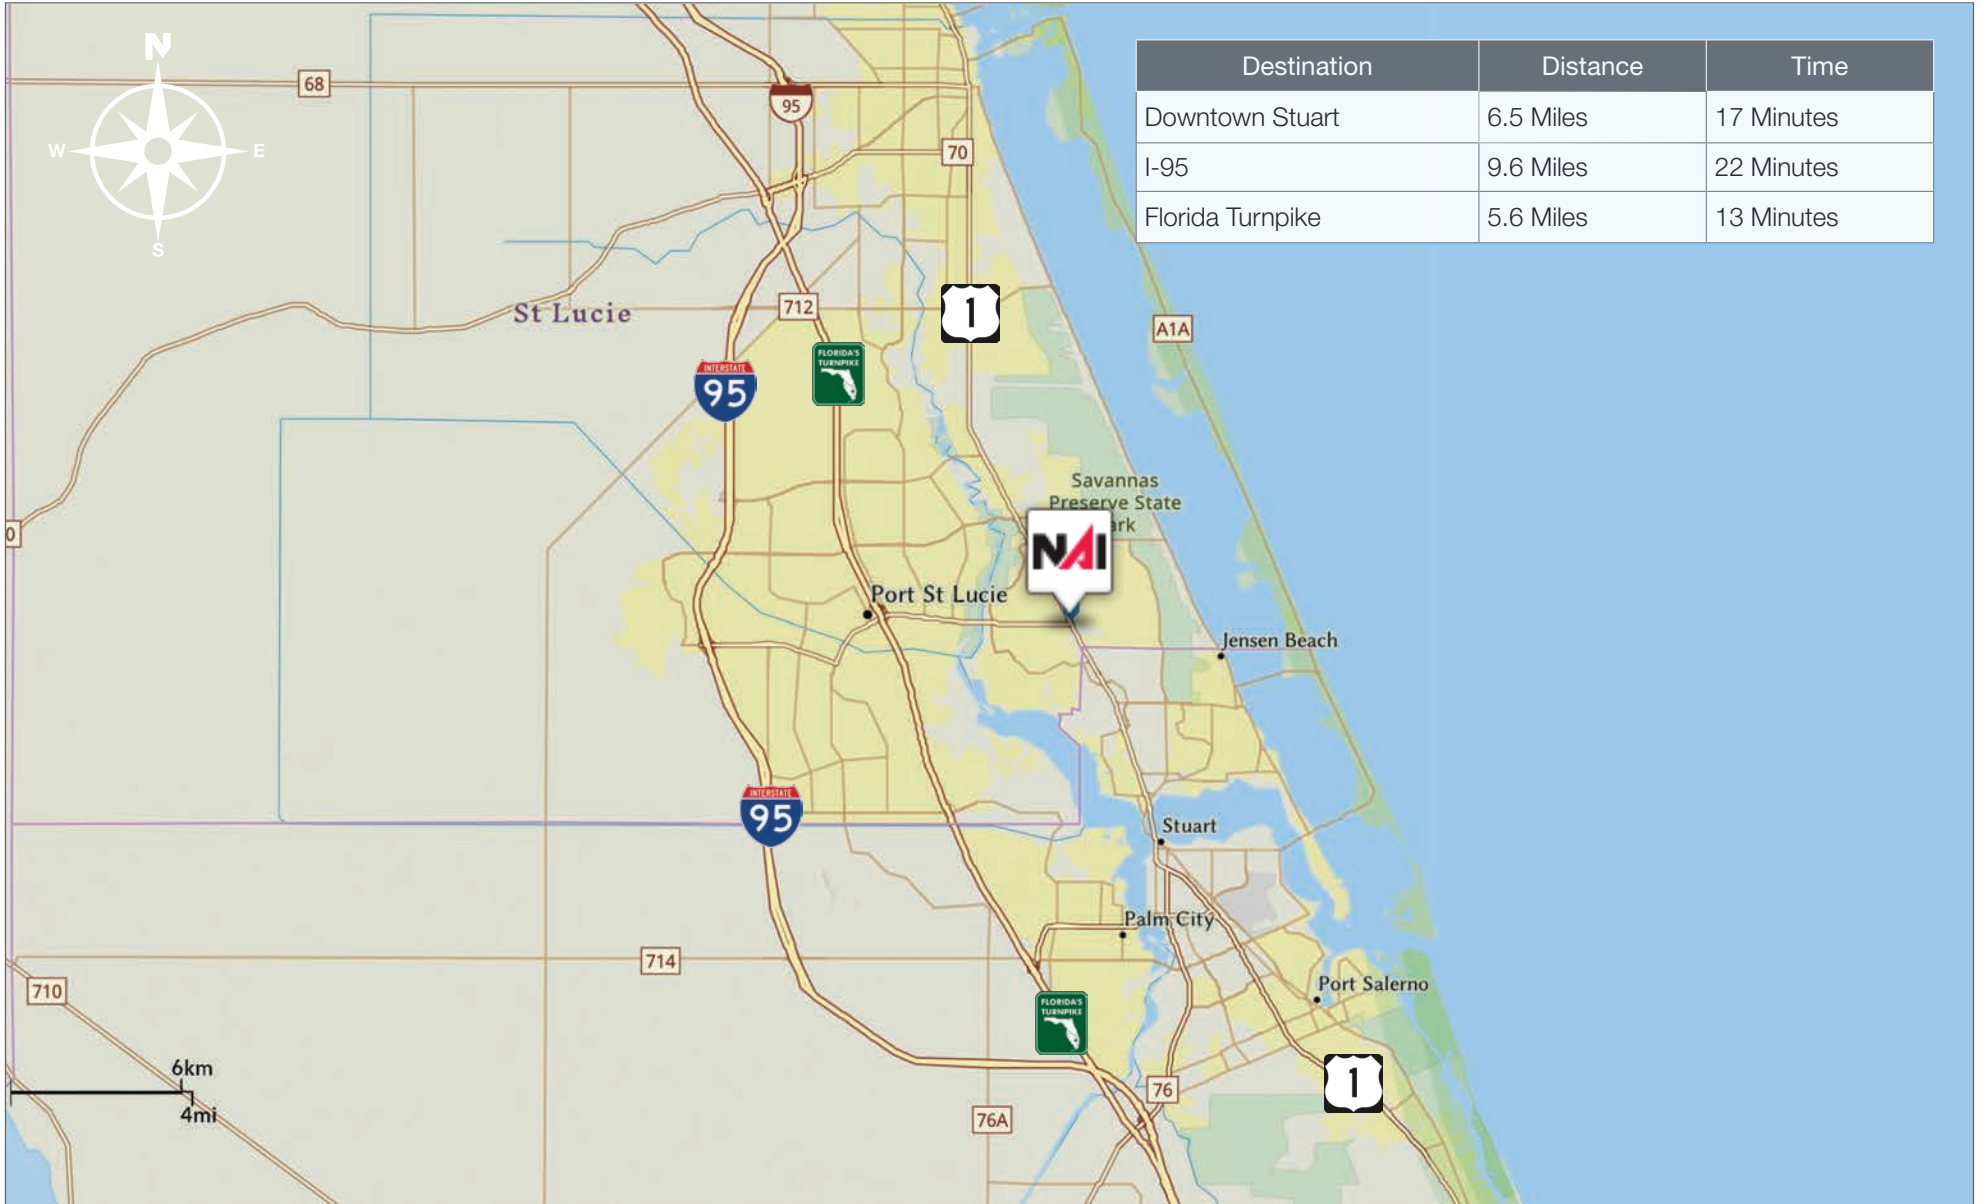 N
W
E
S
Destination Distance Time
Downtown Stuart 6.5 Miles 17 Minutes
I-95 9.6 Miles 22 Minutes
Florida Turnpike 5.6 Miles 13 Minutes
68
95
70
St Lucie
712
1
A1A
INTERSTATE
95
FLORIDA'S
TURNPIKE
Savannas
Preserve State
ark
0
NAI
Port St Lucie
Jensen Beach
INTERSTATE
95
Stuart
Palm City
714
710
Port Salerno
FLORIDA'S
TURNPIKE
6km
4mi
76
1
76A